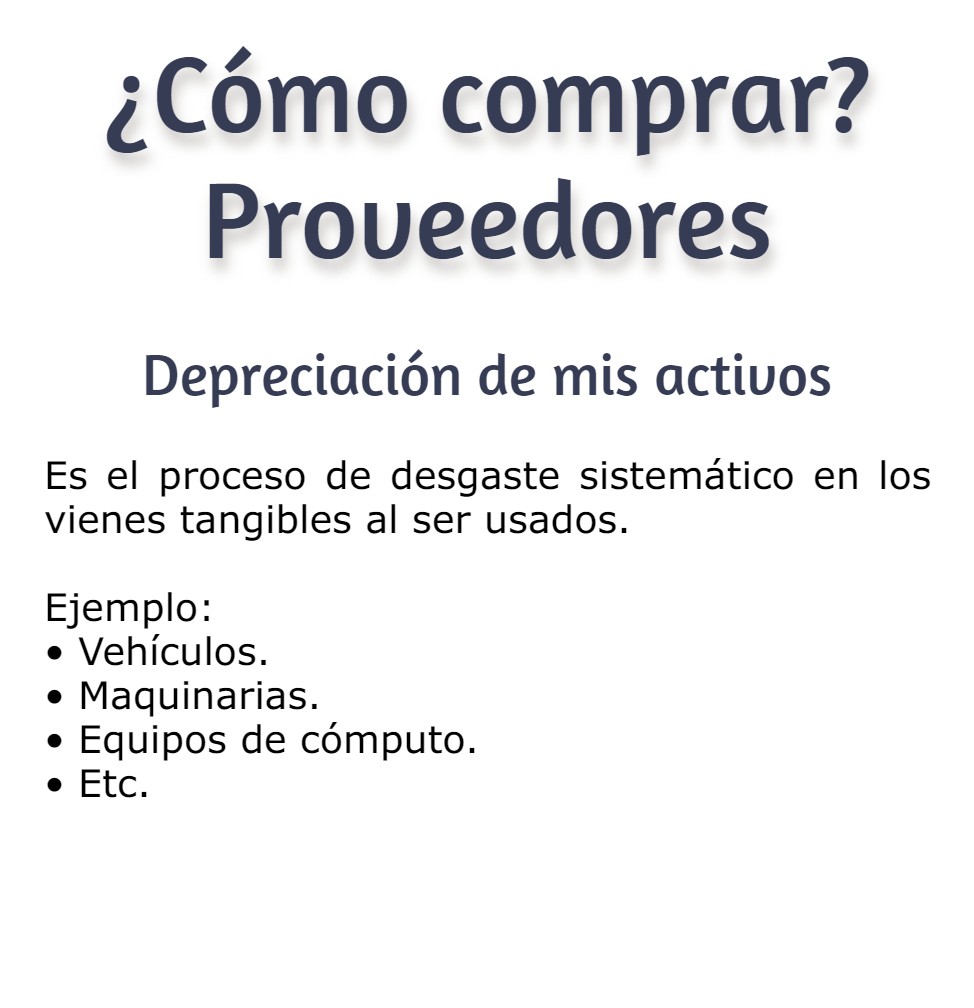 ¿Cómo comprar?
Proveedores
Depreciación de mis activos
Es el proceso de desgaste sistemático en los
vienes tangibles al ser usados.
Ejemplo:
• Vehículos.
• Maquinarias.
• Equipos de cómputo.
• Etc.